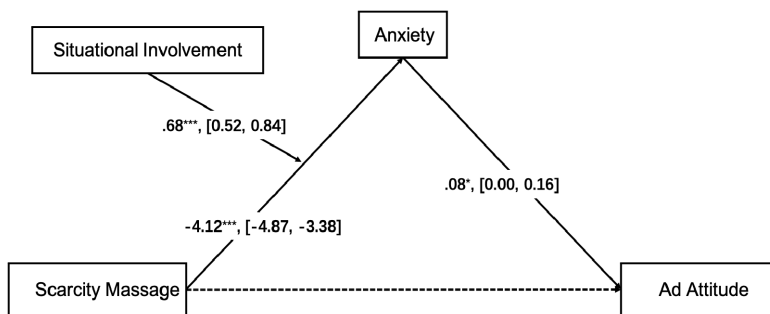 Anxiety
Situational Involvement
.68***, [0.52, 0.84]
.08*, [0.00, 0.16]
-4.12***, [-4.87, -3.38]
Scarcity Massage
Ad Attitude